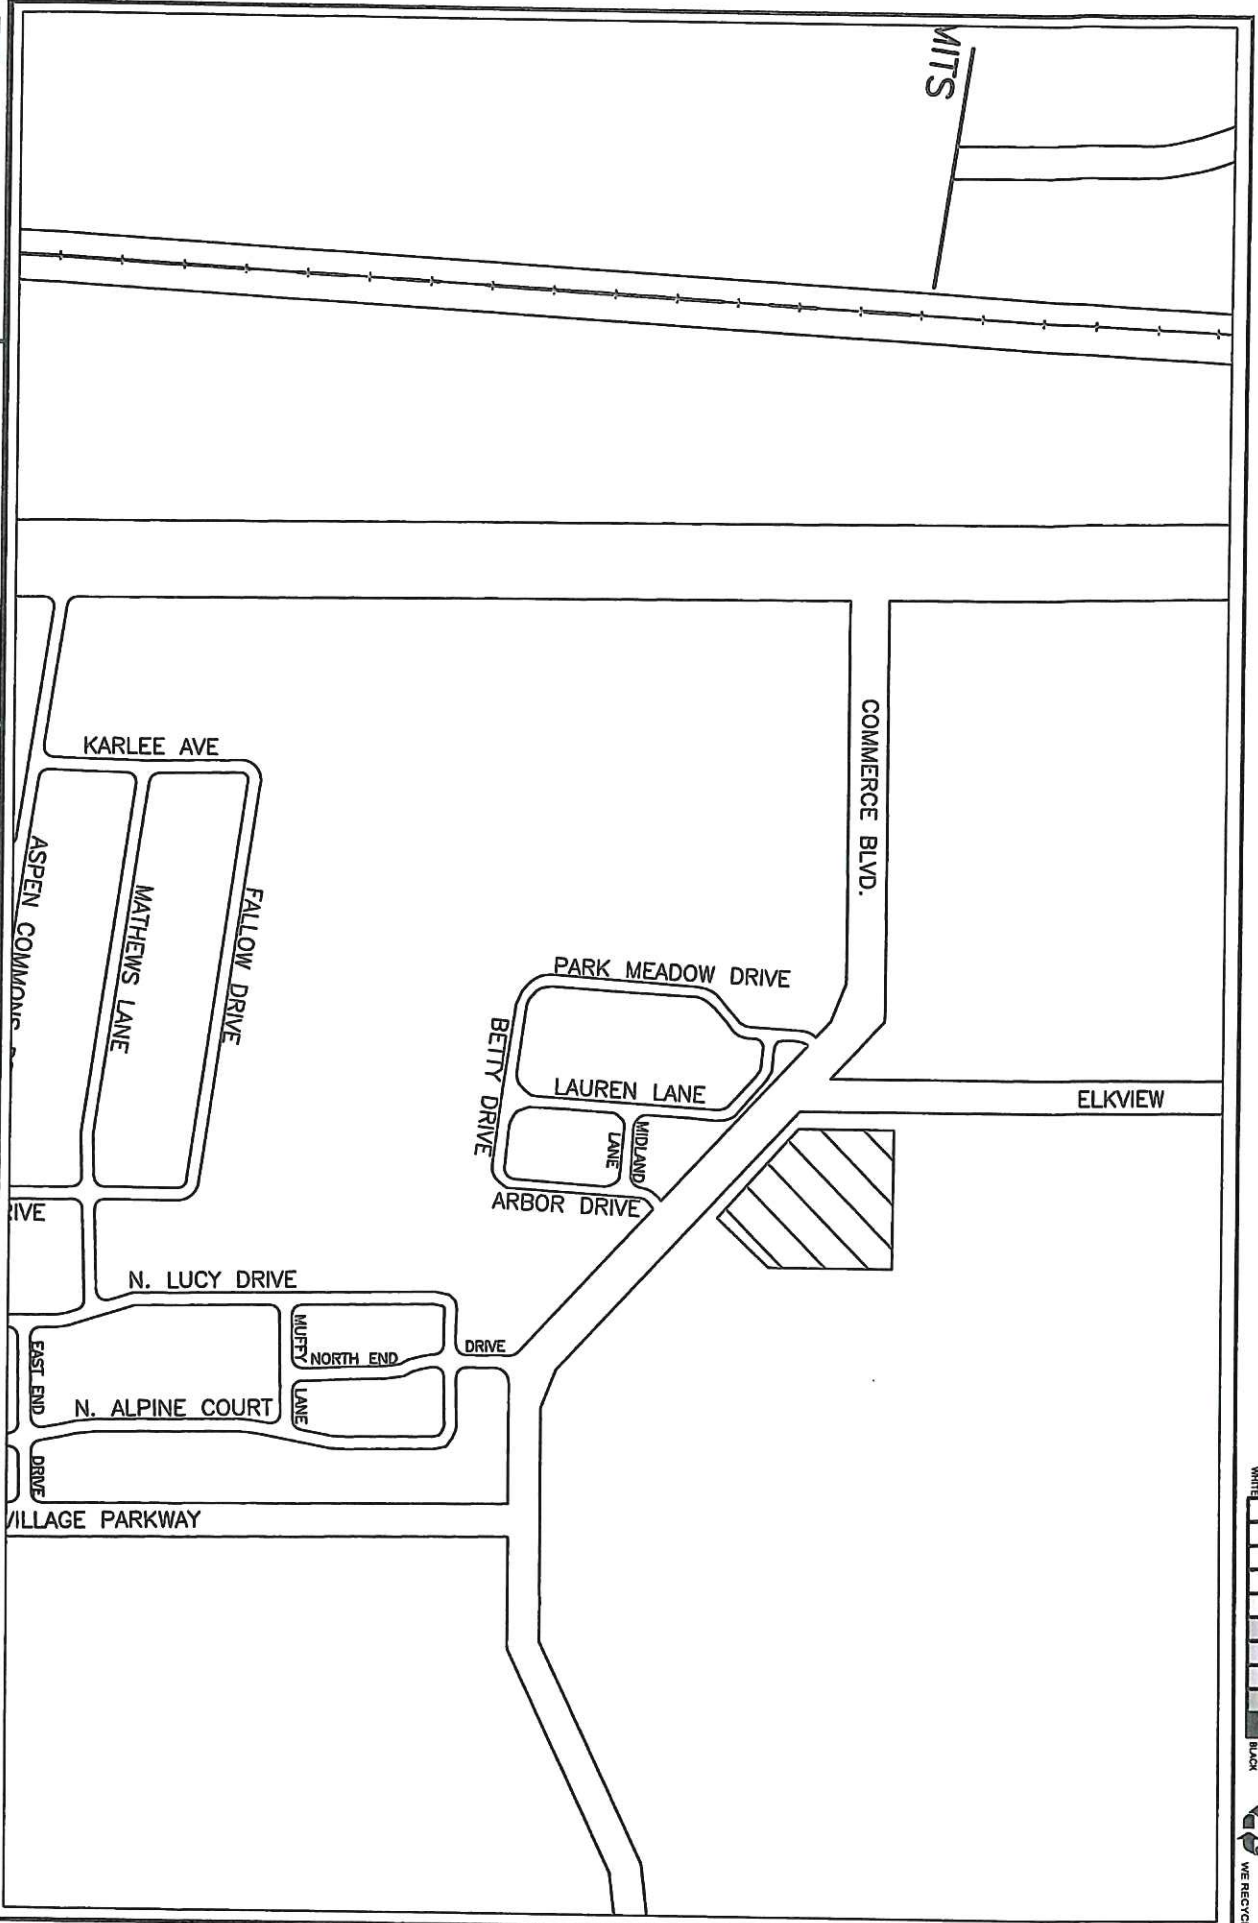 MITS
KARLEE AVE
COMMERCE BLVD.
ASPEN COMMONS
MATHEWS LANE
FALLOW DRIVE
PARK MEADOW DRIVE
BETTY DRIVE
LAUREN LANE
MIDLAND
LANE
ELKVIEW
ARBOR DRIVE
IVE
N. LUCY DRIVE
MUFFY
LANE
NORTH END
DRIVE
EAST END
DRIVE
N. ALPINE COURT
VILLAGE PARKWAY
WHITE
BLACK
WE RECYC